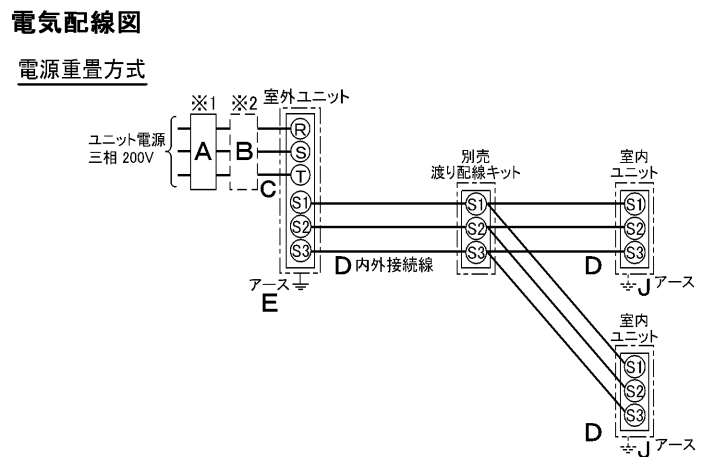 電気配線図
電源重畳方式
※1 ※2 室外ユニット
ユニット電源
三相 200V
A
B
C
R
S
T
S1
S2
S3
アース
E
D 内外接続線
別売
渡り配線キット
S1
S2
S3
室内
ユニット
S1
S2
S3
D
J アース
室内
ユニット
S1
S2
S3
D
J アース